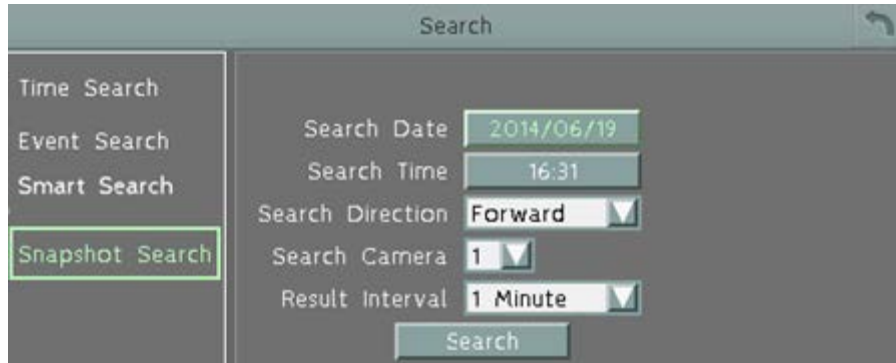 Search
Time Search
Event Search
Smart Search
Snapshot Search
Search Date 2014/06/19
Search Time 16:31
Search Direction Forward
Search Camera 1
Result Interval 1 Minute
Search